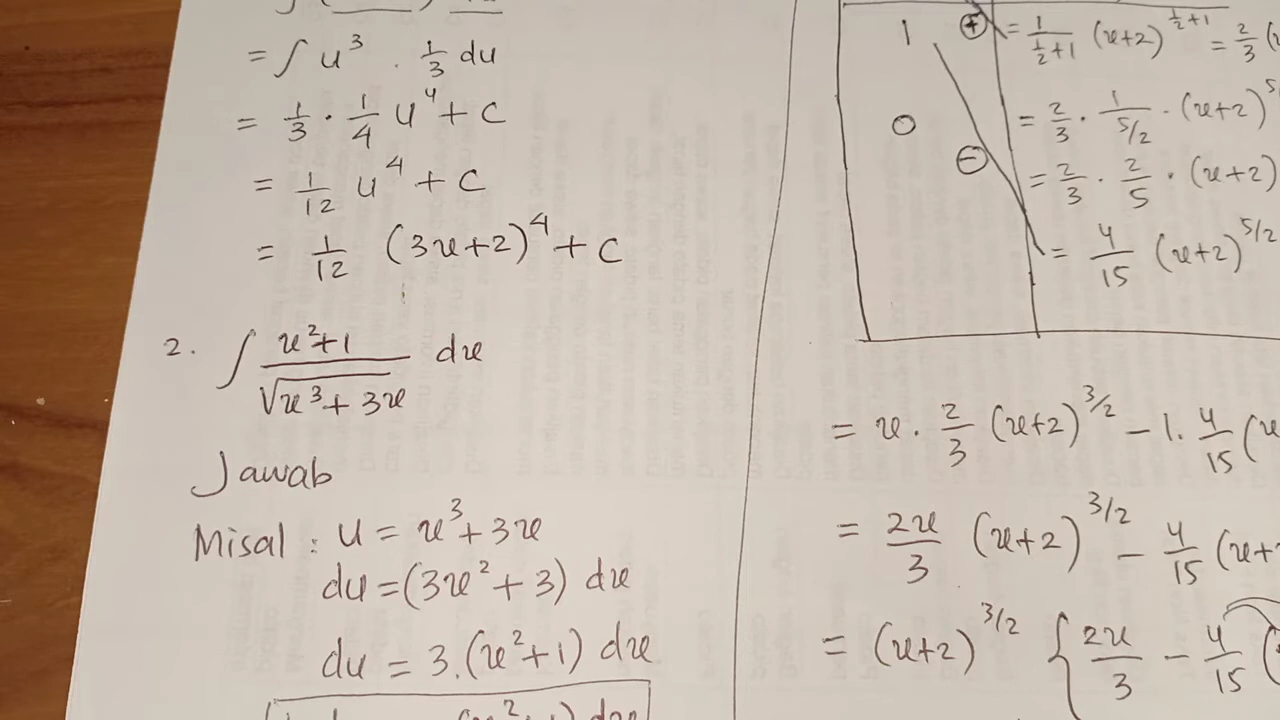 = ∫ u³ . 1/3 du
= 1/3 · 1/4 u⁴ + C
= 1/12 u⁴ + C
= 1/12 (3x+2)⁴ + C
2. ∫ (x²+1)/√(x³+3x) dx
Jawab
Misal : u = x³+3x
du = (3x²+3) dx
du = 3.(x²+1) dx
1 ⊕ = 1/(1/2+1) (x+2)^(1/2+1) = 2/3
0 = 2/3 · 1/(5/2) · (x+2)
⊖ = 2/3 · 2/5 · (x+2)
= 4/15 (x+2)^(5/2)
= x · 2/3 (x+2)^(3/2) − 1. 4/15
= 2x/3 (x+2)^(3/2) − 4/15
= (x+2)^(3/2) { 2x/3 − 4/15